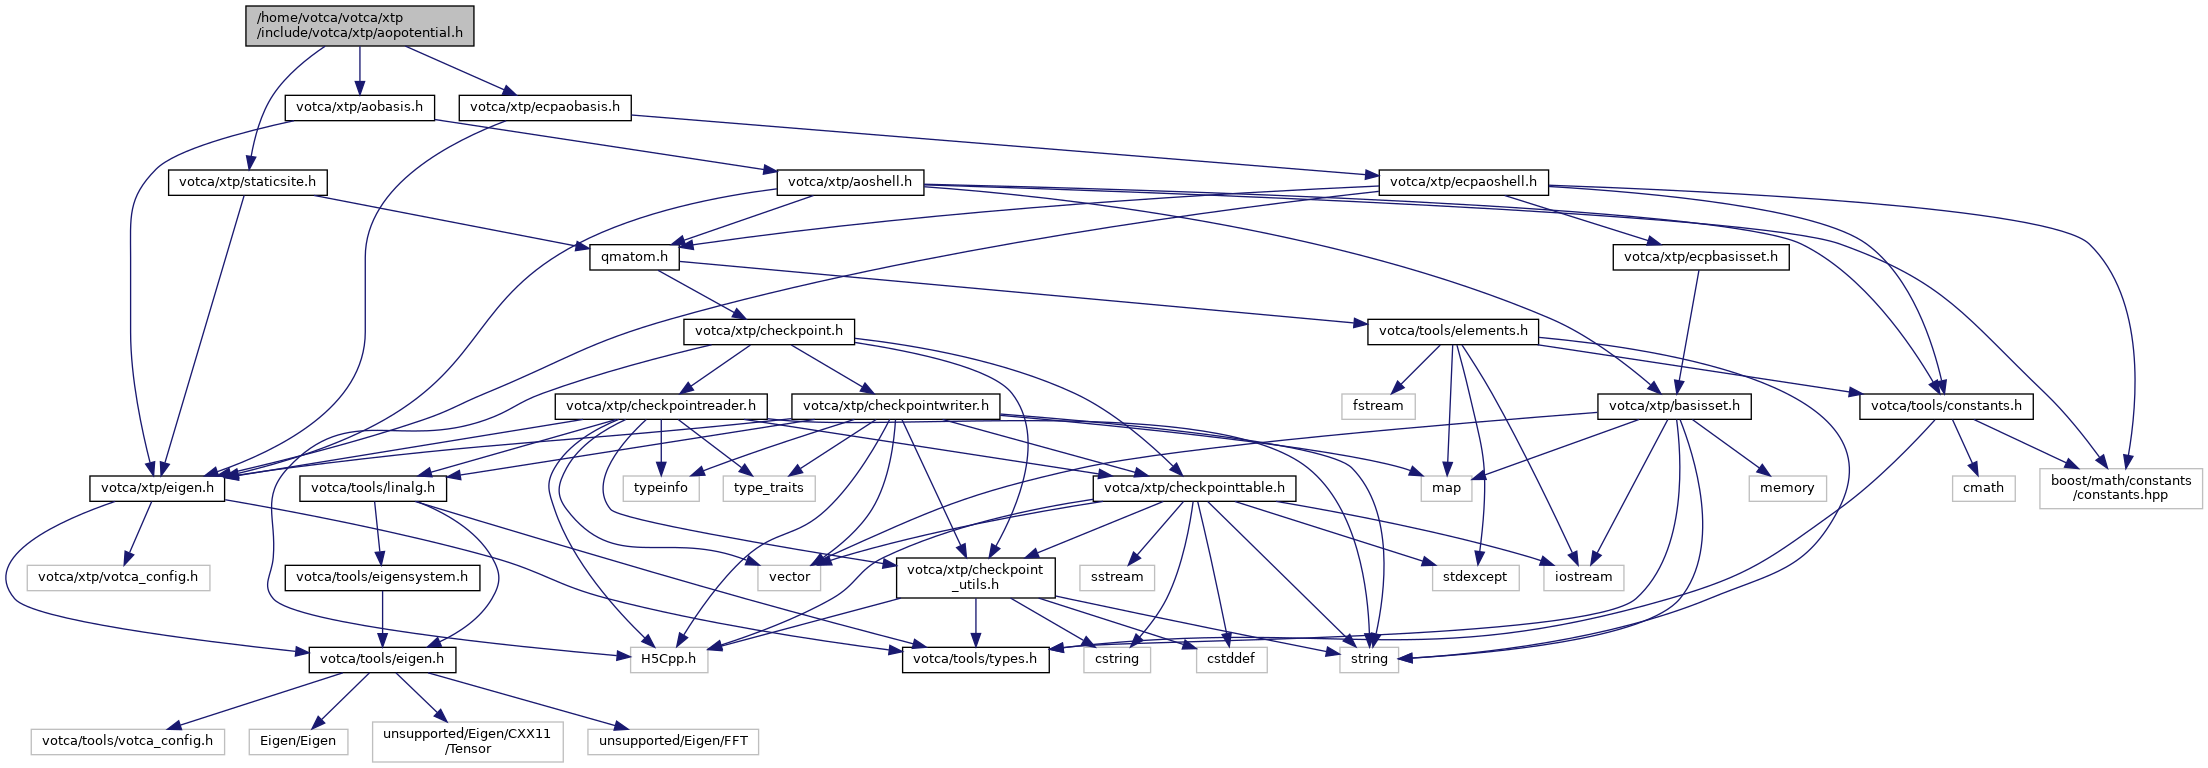 /home/votca/votca/xtp
/include/votca/xtp/aopotential.h
votca/xtp/aobasis.h
votca/xtp/ecpaobasis.h
votca/xtp/staticsite.h
votca/xtp/aoshell.h
votca/xtp/ecpaoshell.h
qmatom.h
votca/xtp/ecpbasisset.h
votca/xtp/checkpoint.h
votca/tools/elements.h
votca/xtp/checkpointreader.h
votca/xtp/checkpointwriter.h
fstream
votca/xtp/basisset.h
votca/tools/constants.h
votca/xtp/eigen.h
votca/tools/linalg.h
typeinfo
type_traits
votca/xtp/checkpointtable.h
map
memory
cmath
boost/math/constants
/constants.hpp
votca/xtp/votca_config.h
votca/tools/eigensystem.h
vector
votca/xtp/checkpoint
_utils.h
sstream
stdexcept
iostream
votca/tools/eigen.h
H5Cpp.h
votca/tools/types.h
cstring
cstddef
string
votca/tools/votca_config.h
Eigen/Eigen
unsupported/Eigen/CXX11
/Tensor
unsupported/Eigen/FFT